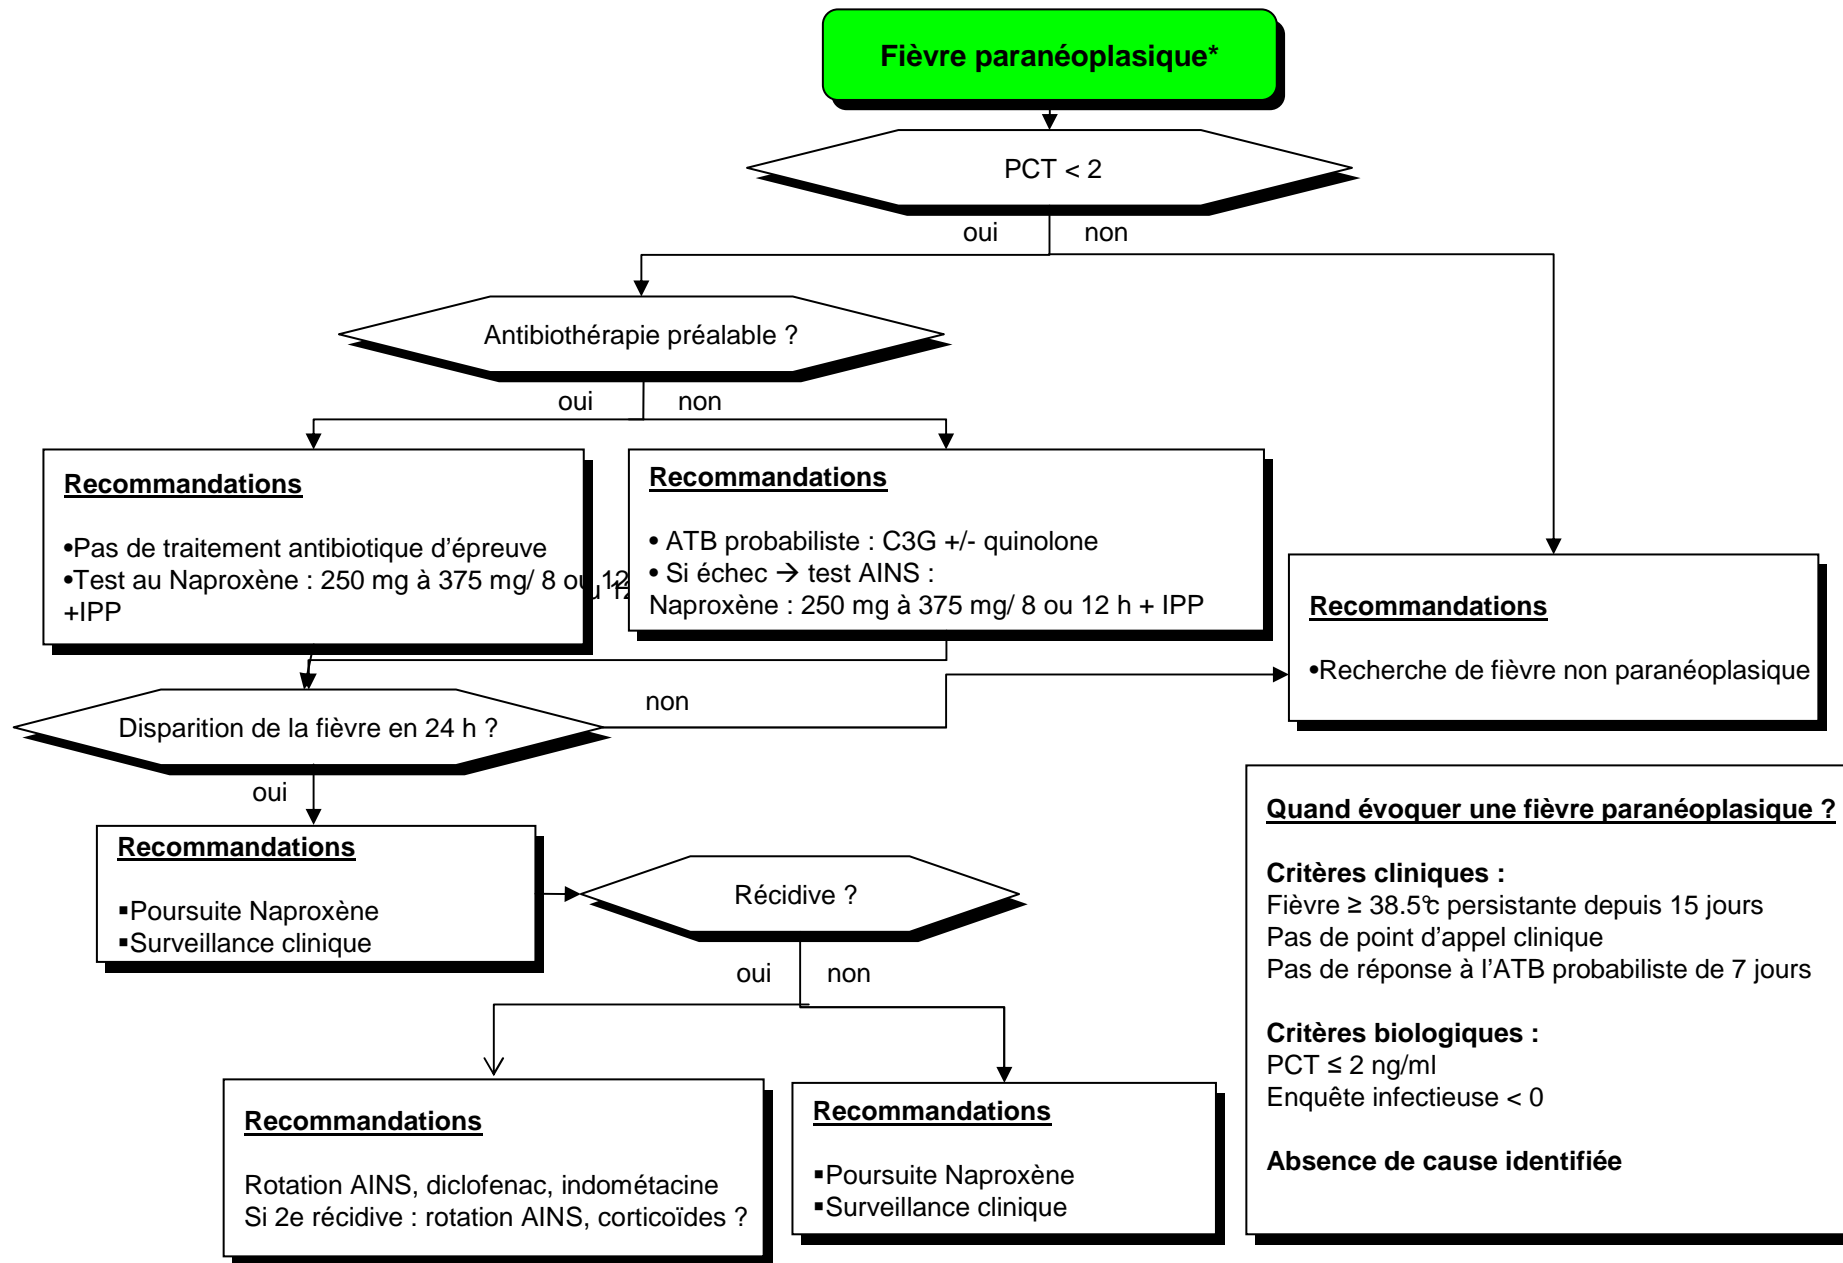 Fièvre paranéoplasique*
PCT < 2
oui
non
Antibiothérapie préalable ?
oui
non
Recommandations
•Pas de traitement antibiotique d’épreuve
•Test au Naproxène : 250 mg à 375 mg/ 8 ou 12
+IPP
Recommandations
• ATB probabiliste : C3G +/- quinolone
• Si échec → test AINS :
Naproxène : 250 mg à 375 mg/ 8 ou 12 h + IPP
Recommandations
•Recherche de fièvre non paranéoplasique
Disparition de la fièvre en 24 h ?
non
oui
Recommandations
▪Poursuite Naproxène
▪Surveillance clinique
Récidive ?
oui
non
Recommandations
Rotation AINS, diclofenac, indométacine
Si 2e récidive : rotation AINS, corticoïdes ?
Recommandations
▪Poursuite Naproxène
▪Surveillance clinique
Quand évoquer une fièvre paranéoplasique ?
Critères cliniques :
Fièvre ≥ 38.5°c persistante depuis 15 jours
Pas de point d’appel clinique
Pas de réponse à l’ATB probabiliste de 7 jours
Critères biologiques :
PCT ≤ 2 ng/ml
Enquête infectieuse < 0
Absence de cause identifiée